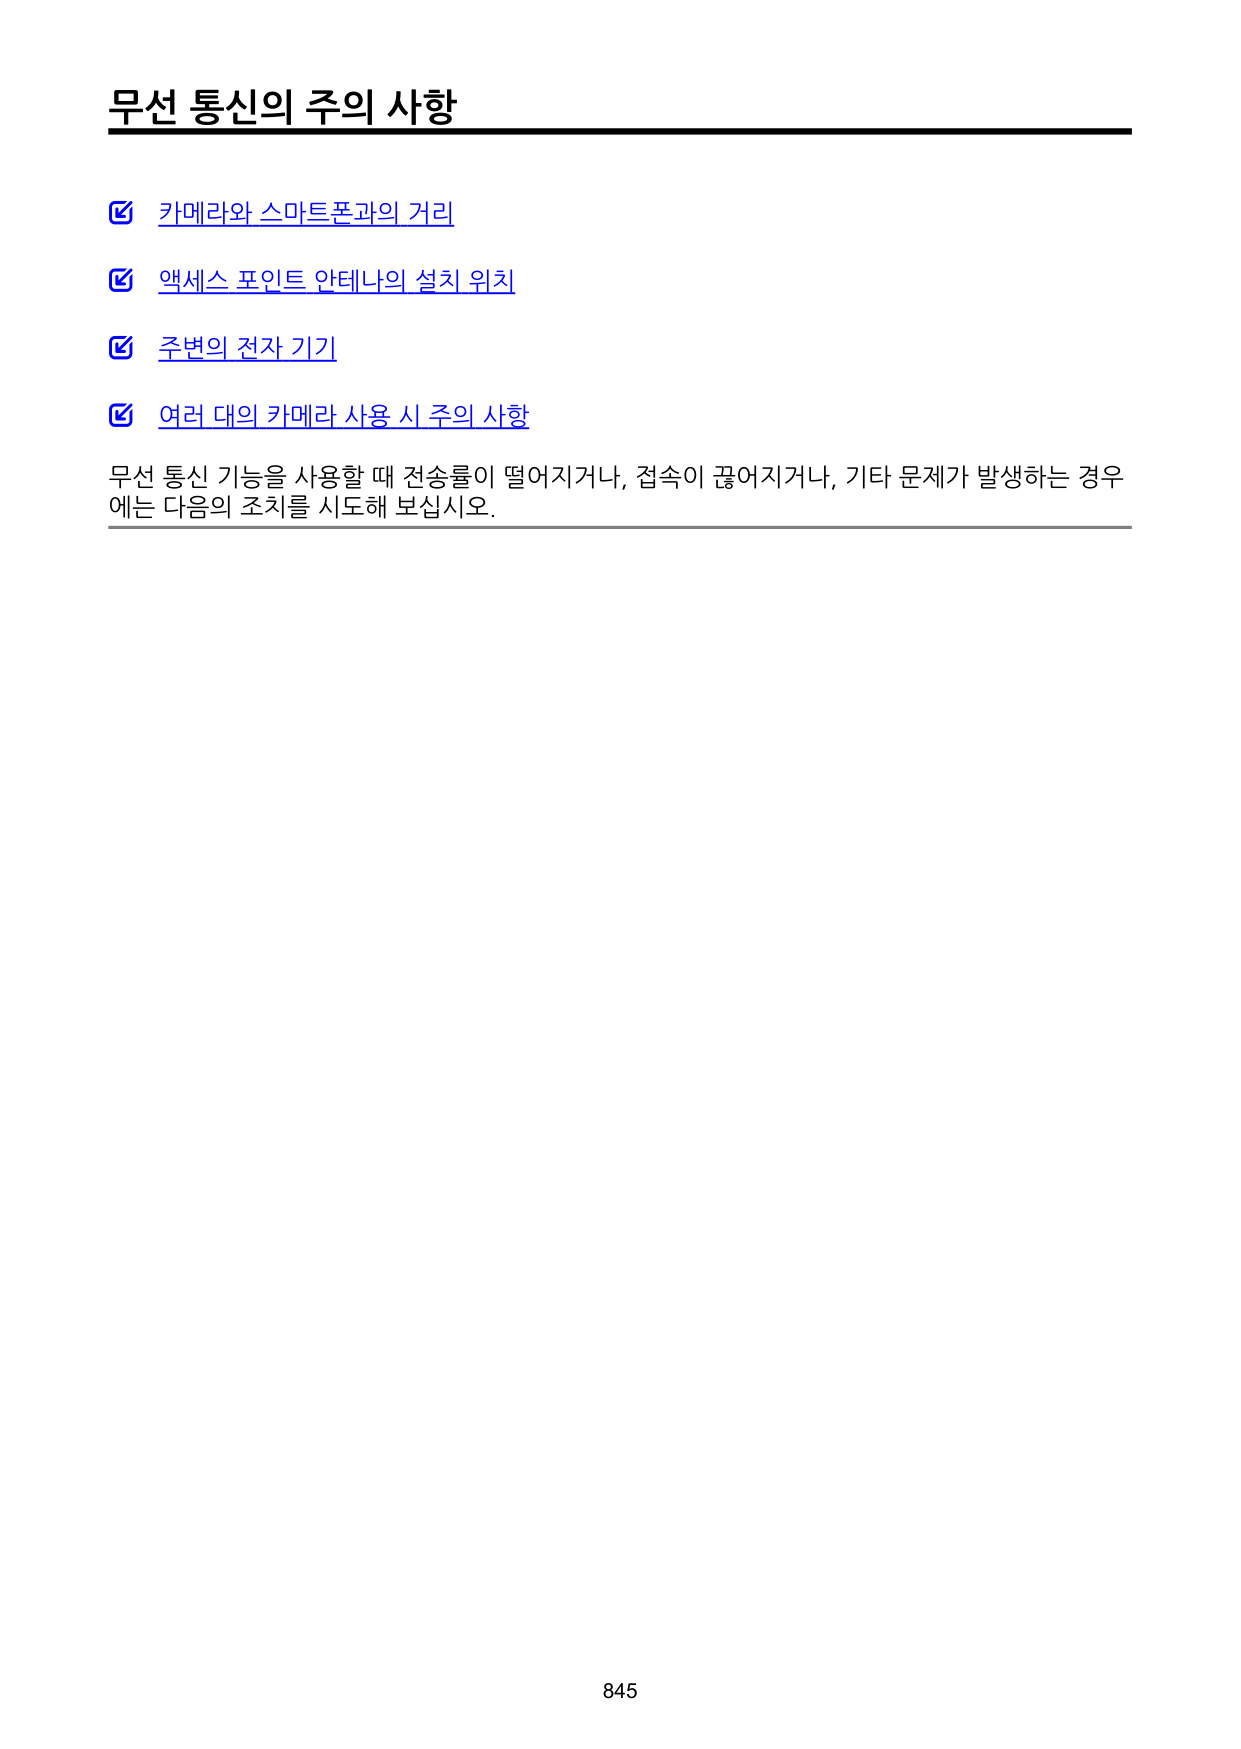 무선 통신의 주의 사항
카메라와 스마트폰과의 거리
액세스 포인트 안테나의 설치 위치
주변의 전자 기기
여러 대의 카메라 사용 시 주의 사항
무선 통신 기능을 사용할 때 전송률이 떨어지거나, 접속이 끊어지거나, 기타 문제가 발생하는 경우
에는 다음의 조치를 시도해 보십시오.
845